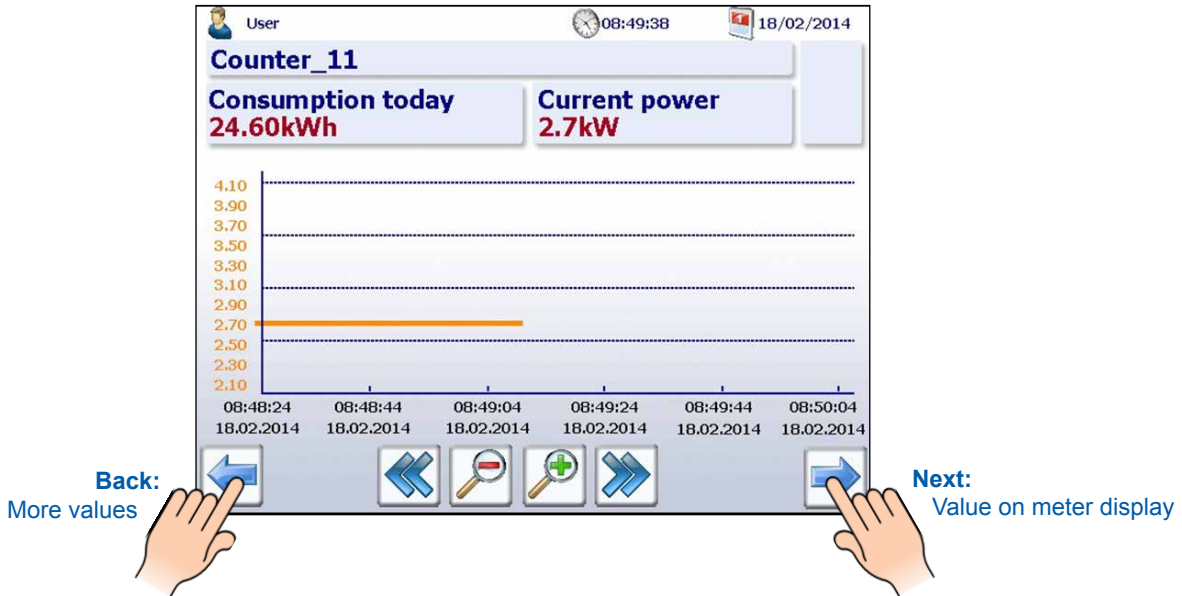 User 08:49:38 18/02/2014
Counter_11
Consumption today Current power
24.60kWh 2.7kW
4.10
3.90
3.70
3.50
3.30
3.10
2.90
2.70
2.50
2.30
2.10
08:48:24 08:48:44 08:49:04 08:49:24 08:49:44 08:50:04
18.02.2014 18.02.2014 18.02.2014 18.02.2014 18.02.2014 18.02.2014
Back: Next:
More values Value on meter display